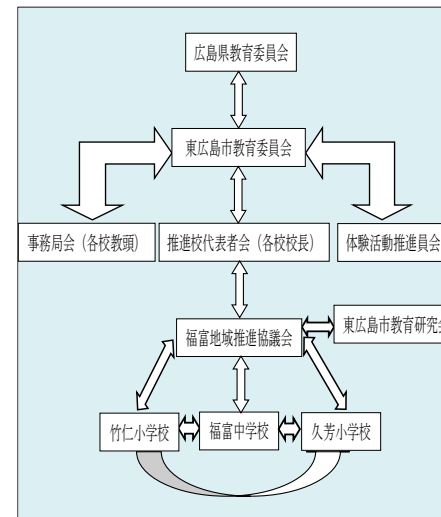 広島県教育委員会
東広島市教育委員会
事務局会（各校教頭）
推進校代表者会（各校校長）
体験活動推進員会
福富地域推進協議会
東広島市教育研究会
竹仁小学校
福富中学校
久芳小学校